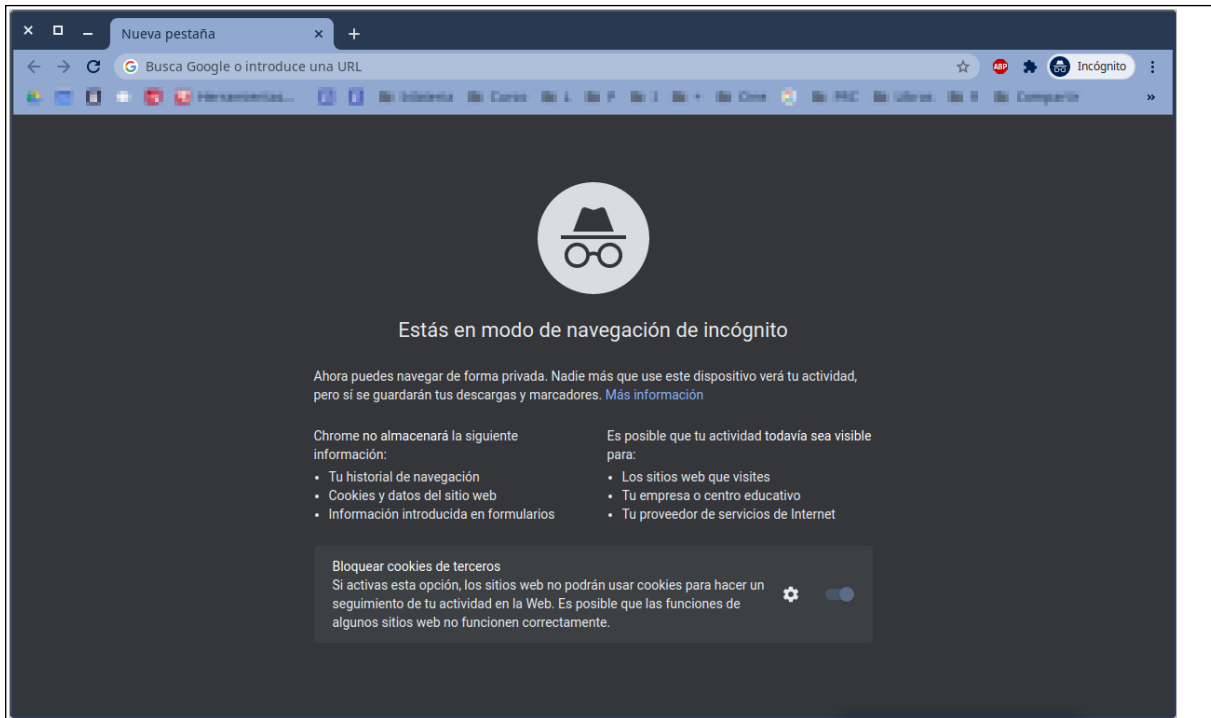 Nueva pestaña
Busca Google o introduce una URL
ABP
Incógnito
Estás en modo de navegación de incógnito
Ahora puedes navegar de forma privada. Nadie más que use este dispositivo verá tu actividad,
pero sí se guardarán tus descargas y marcadores. Más información
Chrome no almacenará la siguiente
información:
• Tu historial de navegación
• Cookies y datos del sitio web
• Información introducida en formularios
Es posible que tu actividad todavía sea visible
para:
• Los sitios web que visites
• Tu empresa o centro educativo
• Tu proveedor de servicios de Internet
Bloquear cookies de terceros
Si activas esta opción, los sitios web no podrán usar cookies para hacer un
seguimiento de tu actividad en la Web. Es posible que las funciones de
algunos sitios web no funcionen correctamente.